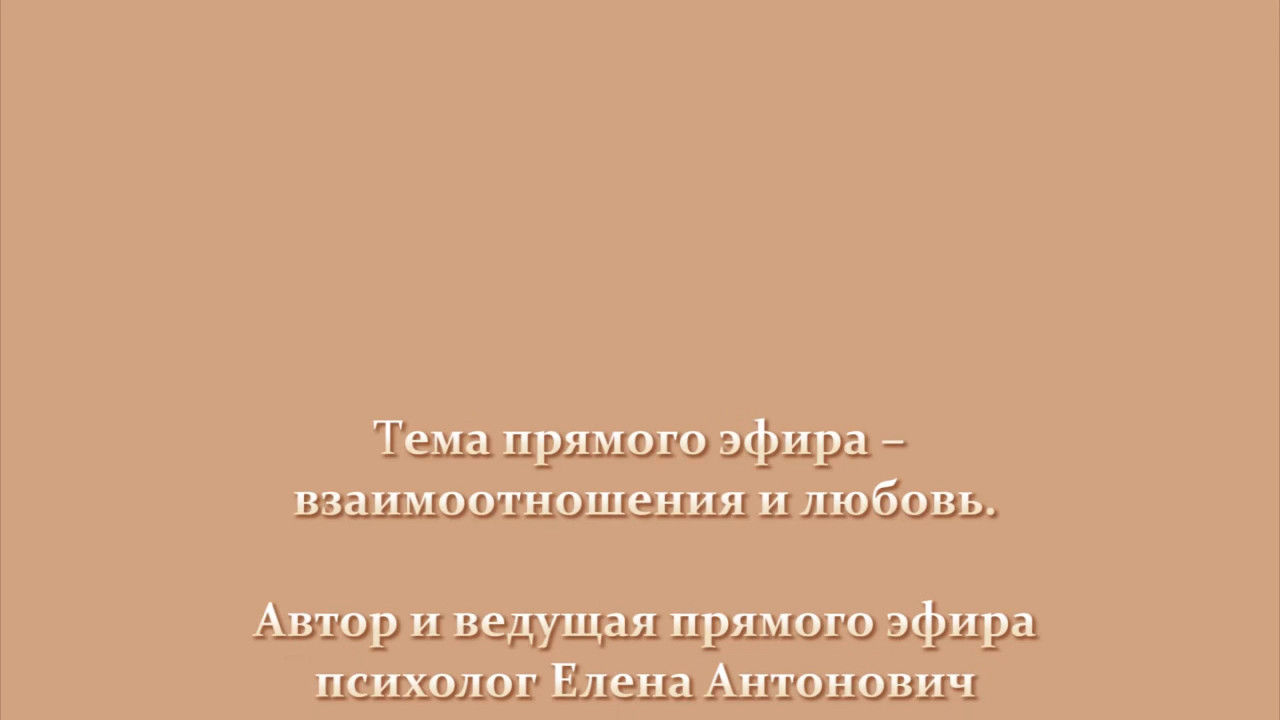 Тема прямого эфира –
взаимоотношения и любовь.
Автор и ведущая прямого эфира
психолог Елена Антонович